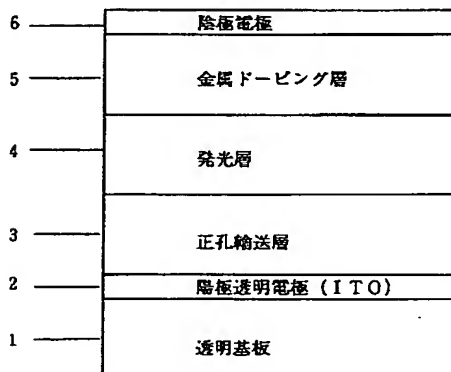 6 陰極電極
5 金属ドーピング層
4 発光層
3 正孔輸送層
2 陽極透明電極(ITO)
1 透明基板